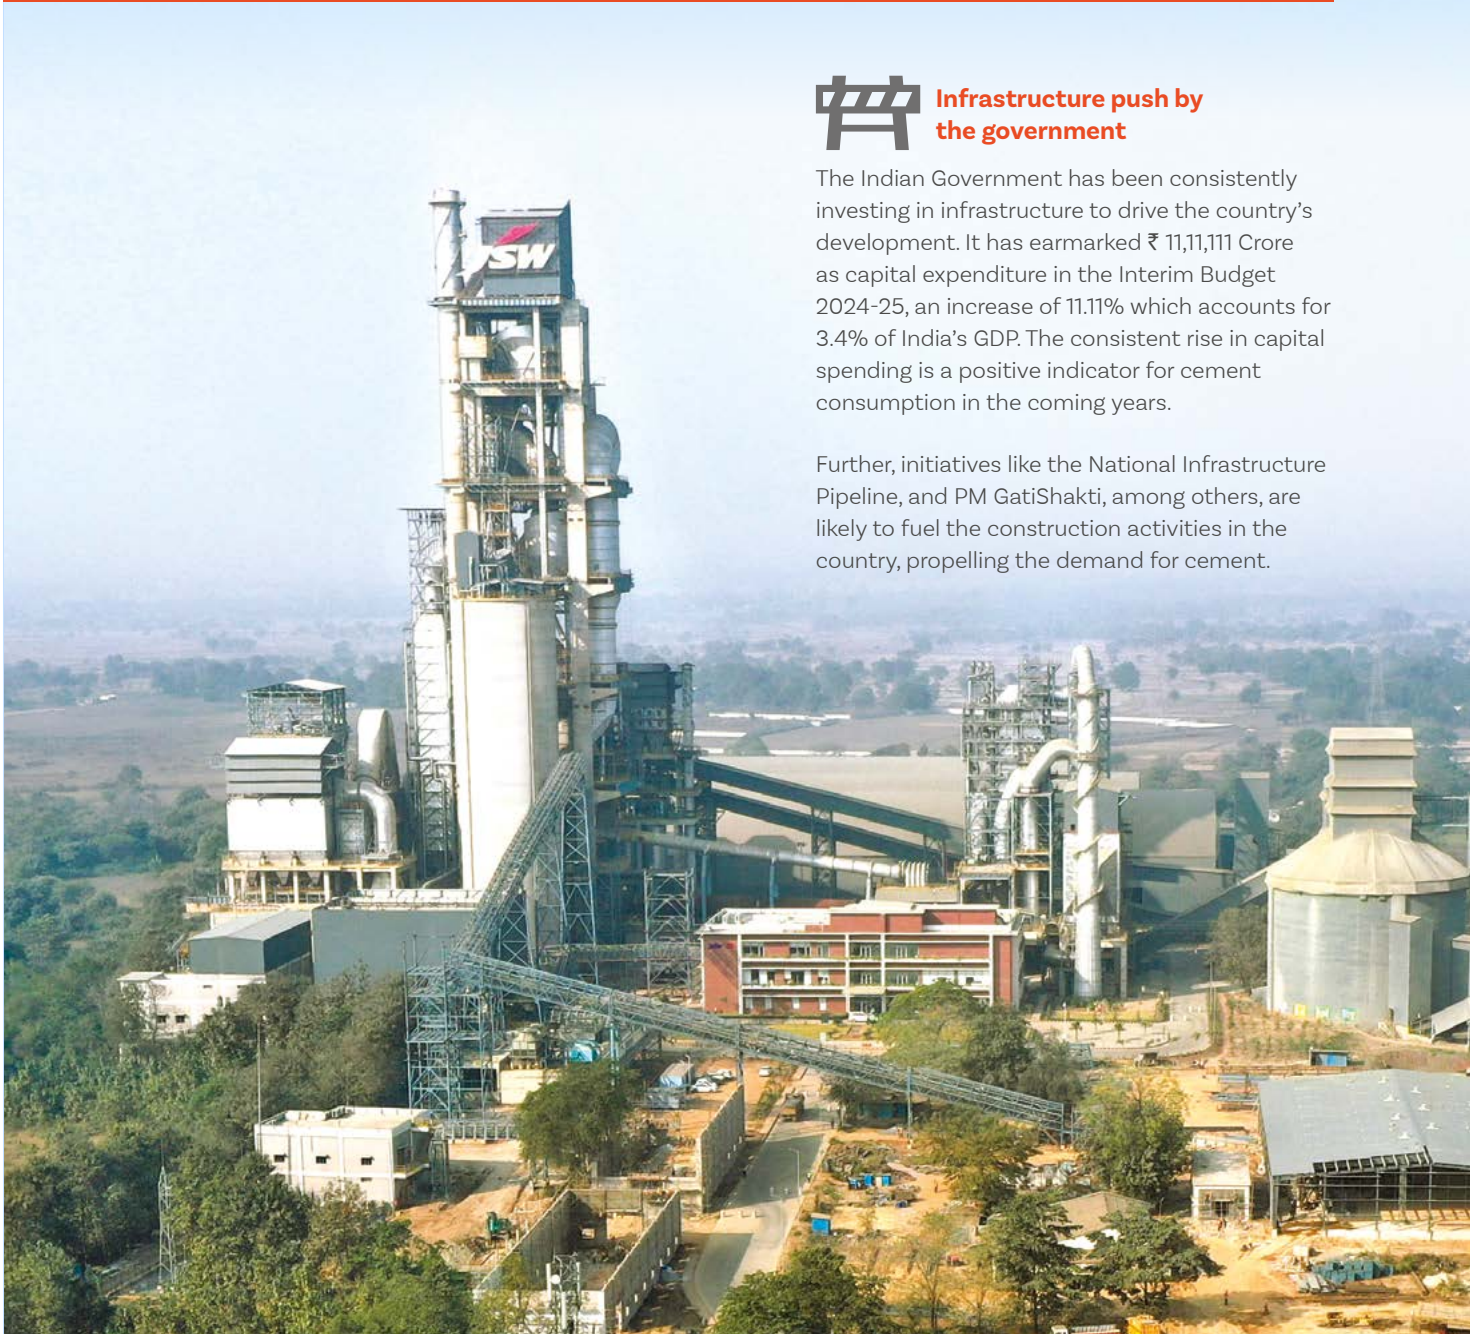 Infrastructure push by
the government
The Indian Government has been consistently
investing in infrastructure to drive the country’s
development. It has earmarked ₹ 11,11,111 Crore
as capital expenditure in the Interim Budget
2024-25, an increase of 11.11% which accounts for
3.4% of India’s GDP. The consistent rise in capital
spending is a positive indicator for cement
consumption in the coming years.
Further, initiatives like the National Infrastructure
Pipeline, and PM GatiShakti, among others, are
likely to fuel the construction activities in the
country, propelling the demand for cement.
JSW